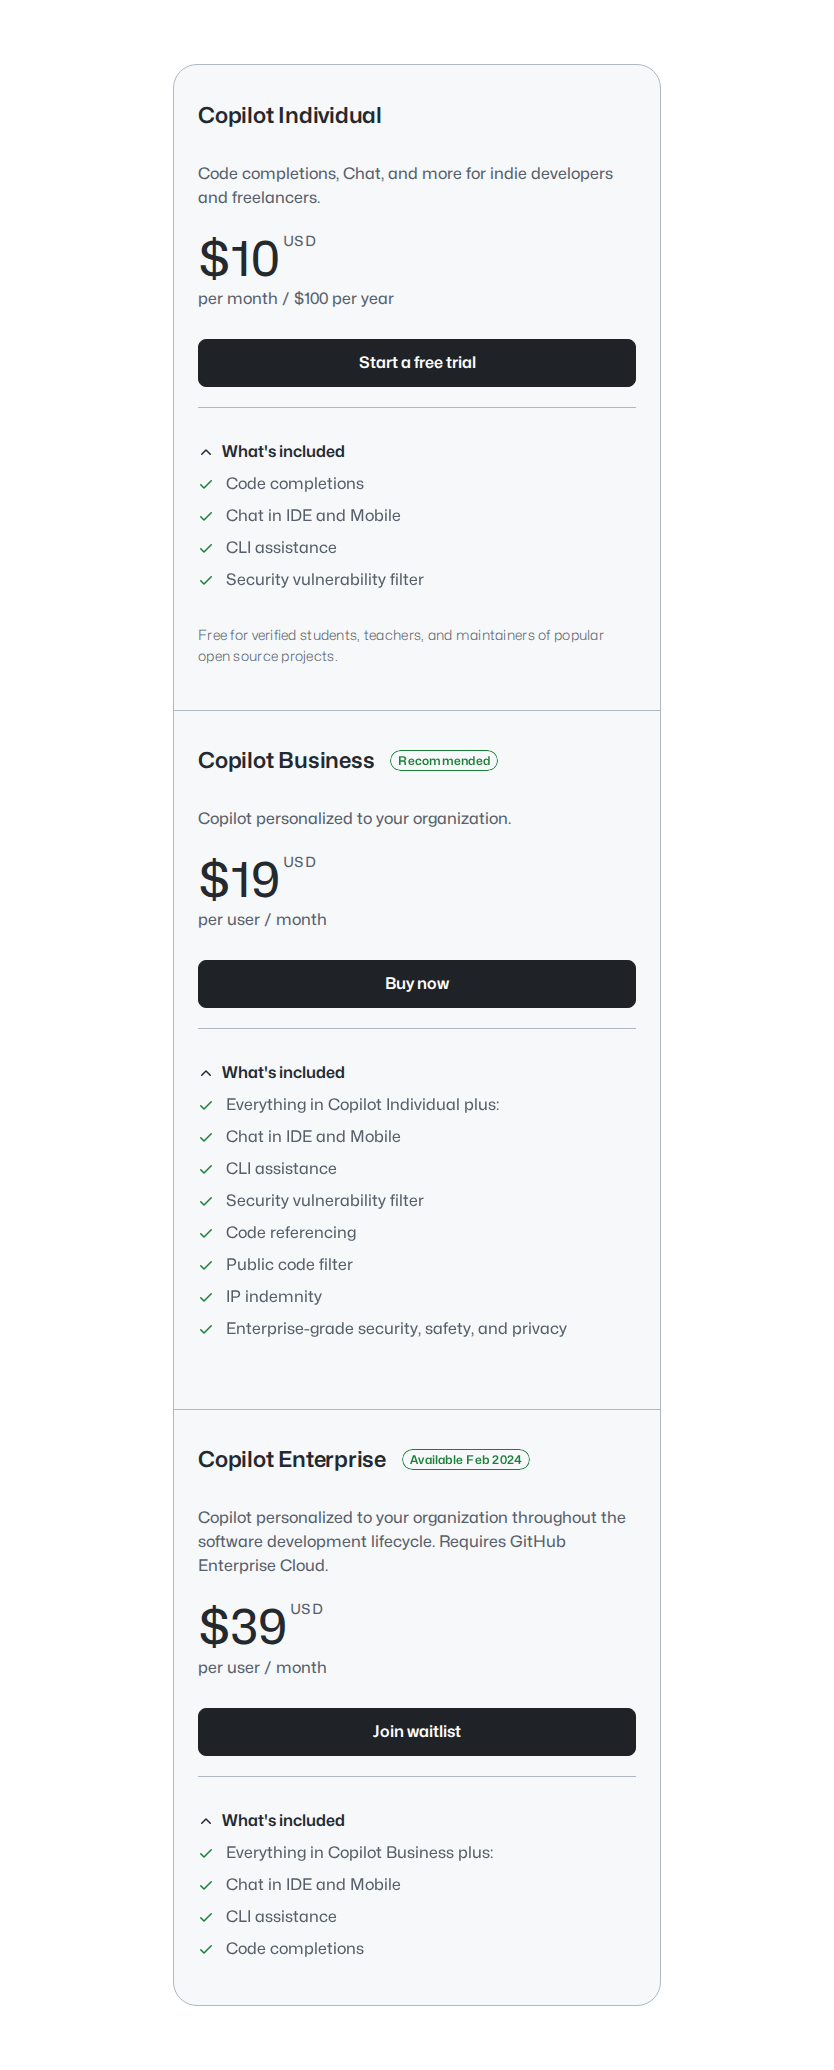 Copilot Individual
Code completions, Chat, and more for indie developers
and freelancers.
$10 USD
per month / $100 per year
Start a free trial
What's included
Code completions
Chat in IDE and Mobile
CLI assistance
Security vulnerability filter
Free for verified students, teachers, and maintainers of popular
open source projects.
Copilot Business Recommended
Copilot personalized to your organization.
$19 USD
per user / month
Buy now
What's included
Everything in Copilot Individual plus:
Chat in IDE and Mobile
CLI assistance
Security vulnerability filter
Code referencing
Public code filter
IP indemnity
Enterprise-grade security, safety, and privacy
Copilot Enterprise Available Feb 2024
Copilot personalized to your organization throughout the
software development lifecycle. Requires GitHub
Enterprise Cloud.
$39 USD
per user / month
Join waitlist
What's included
Everything in Copilot Business plus:
Chat in IDE and Mobile
CLI assistance
Code completions